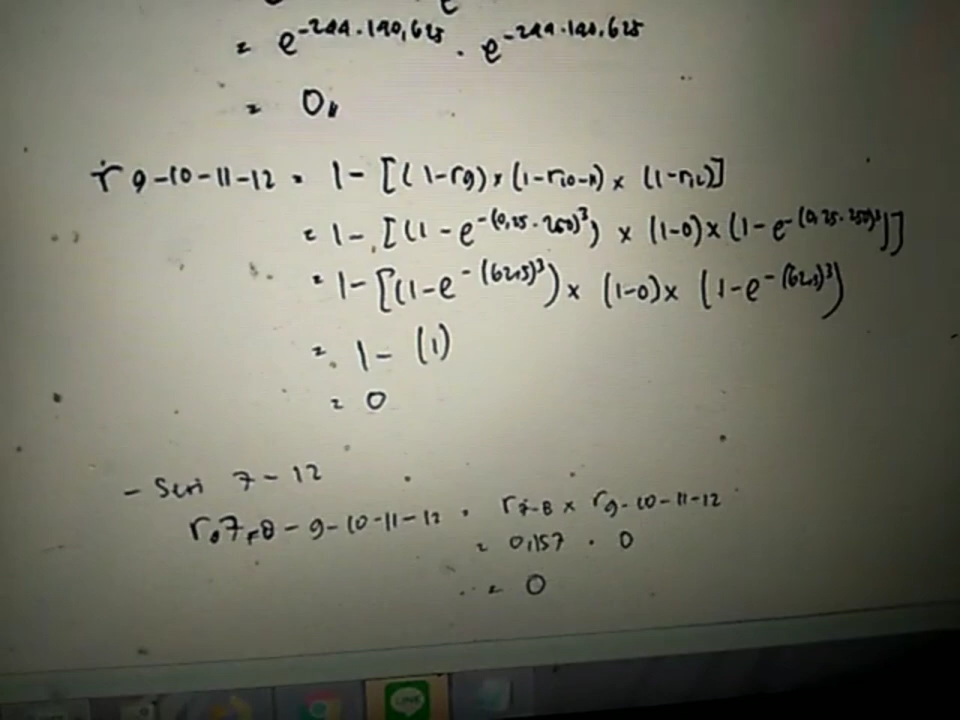 = e^-244.140,625 . e^-244.140.625
= 0,
r 9-10-11-12 = 1 - [(1-r9) x (1-r10-11) x (1-r12)]
= 1 - [(1-e^-(0,25.250)^3) x (1-0) x (1-e^-(0,25.250)^3)]
= 1 - [(1-e^-(62,5)^3) x (1-0) x (1-e^-(62,5)^3)
= 1 - (1)
= 0
- Seri 7-12
r 7-8-9-10-11-12 = r7-8 x r9-10-11-12
= 0,157 . 0
= 0
LINE